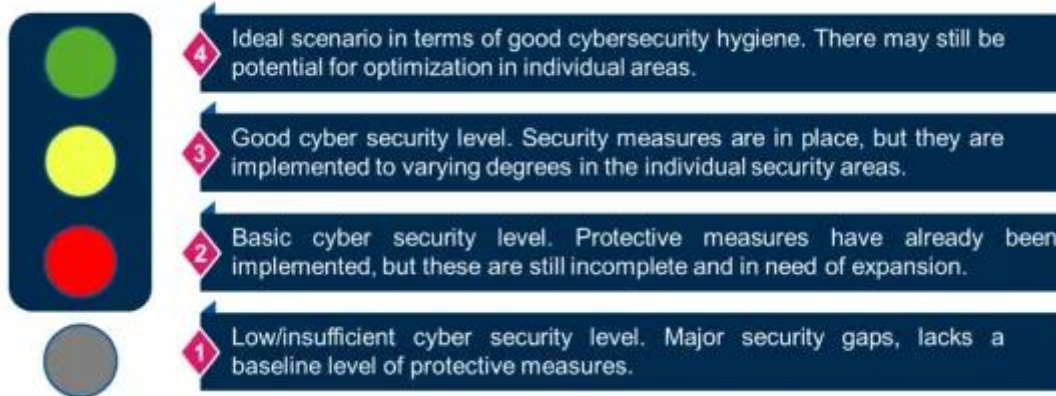 4
Ideal scenario in terms of good cybersecurity hygiene. There may still be
potential for optimization in individual areas.
3
Good cyber security level. Security measures are in place, but they are
implemented to varying degrees in the individual security areas.
2
Basic cyber security level. Protective measures have already been
implemented, but these are still incomplete and in need of expansion.
1
Low/insufficient cyber security level. Major security gaps, lacks a
baseline level of protective measures.